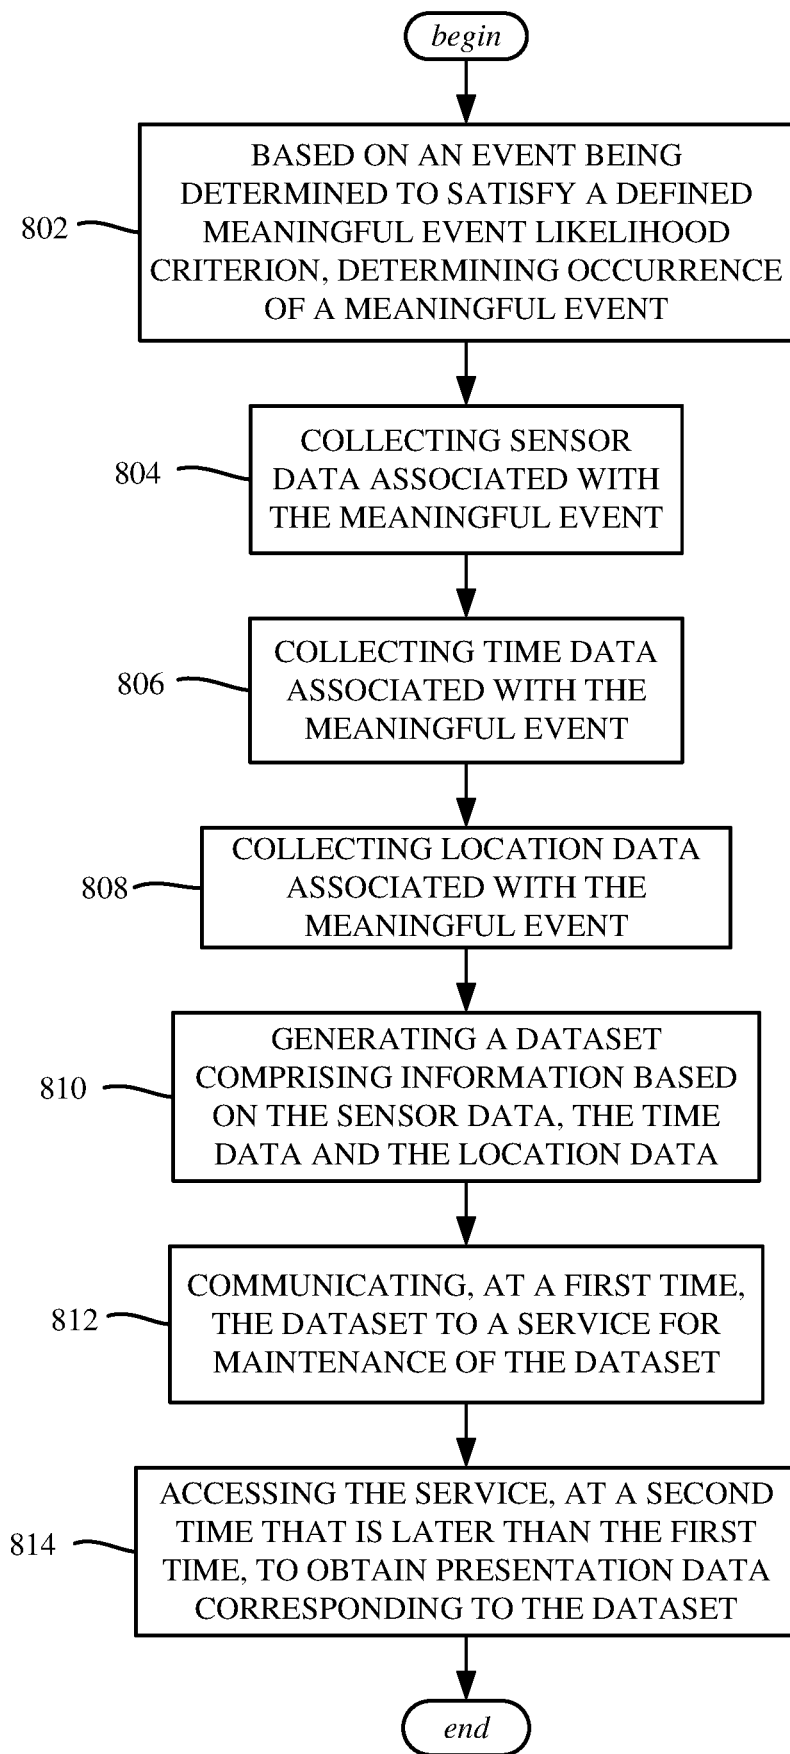 begin
802
BASED ON AN EVENT BEING
DETERMINED TO SATISFY A DEFINED
MEANINGFUL EVENT LIKELIHOOD
CRITERION, DETERMINING OCCURRENCE
OF A MEANINGFUL EVENT
804
COLLECTING SENSOR
DATA ASSOCIATED WITH
THE MEANINGFUL EVENT
806
COLLECTING TIME DATA
ASSOCIATED WITH THE
MEANINGFUL EVENT
808
COLLECTING LOCATION DATA
ASSOCIATED WITH THE
MEANINGFUL EVENT
810
GENERATING A DATASET
COMPRISING INFORMATION BASED
ON THE SENSOR DATA, THE TIME
DATA AND THE LOCATION DATA
812
COMMUNICATING, AT A FIRST TIME,
THE DATASET TO A SERVICE FOR
MAINTENANCE OF THE DATASET
814
ACCESSING THE SERVICE, AT A SECOND
TIME THAT IS LATER THAN THE FIRST
TIME, TO OBTAIN PRESENTATION DATA
CORRESPONDING TO THE DATASET
end